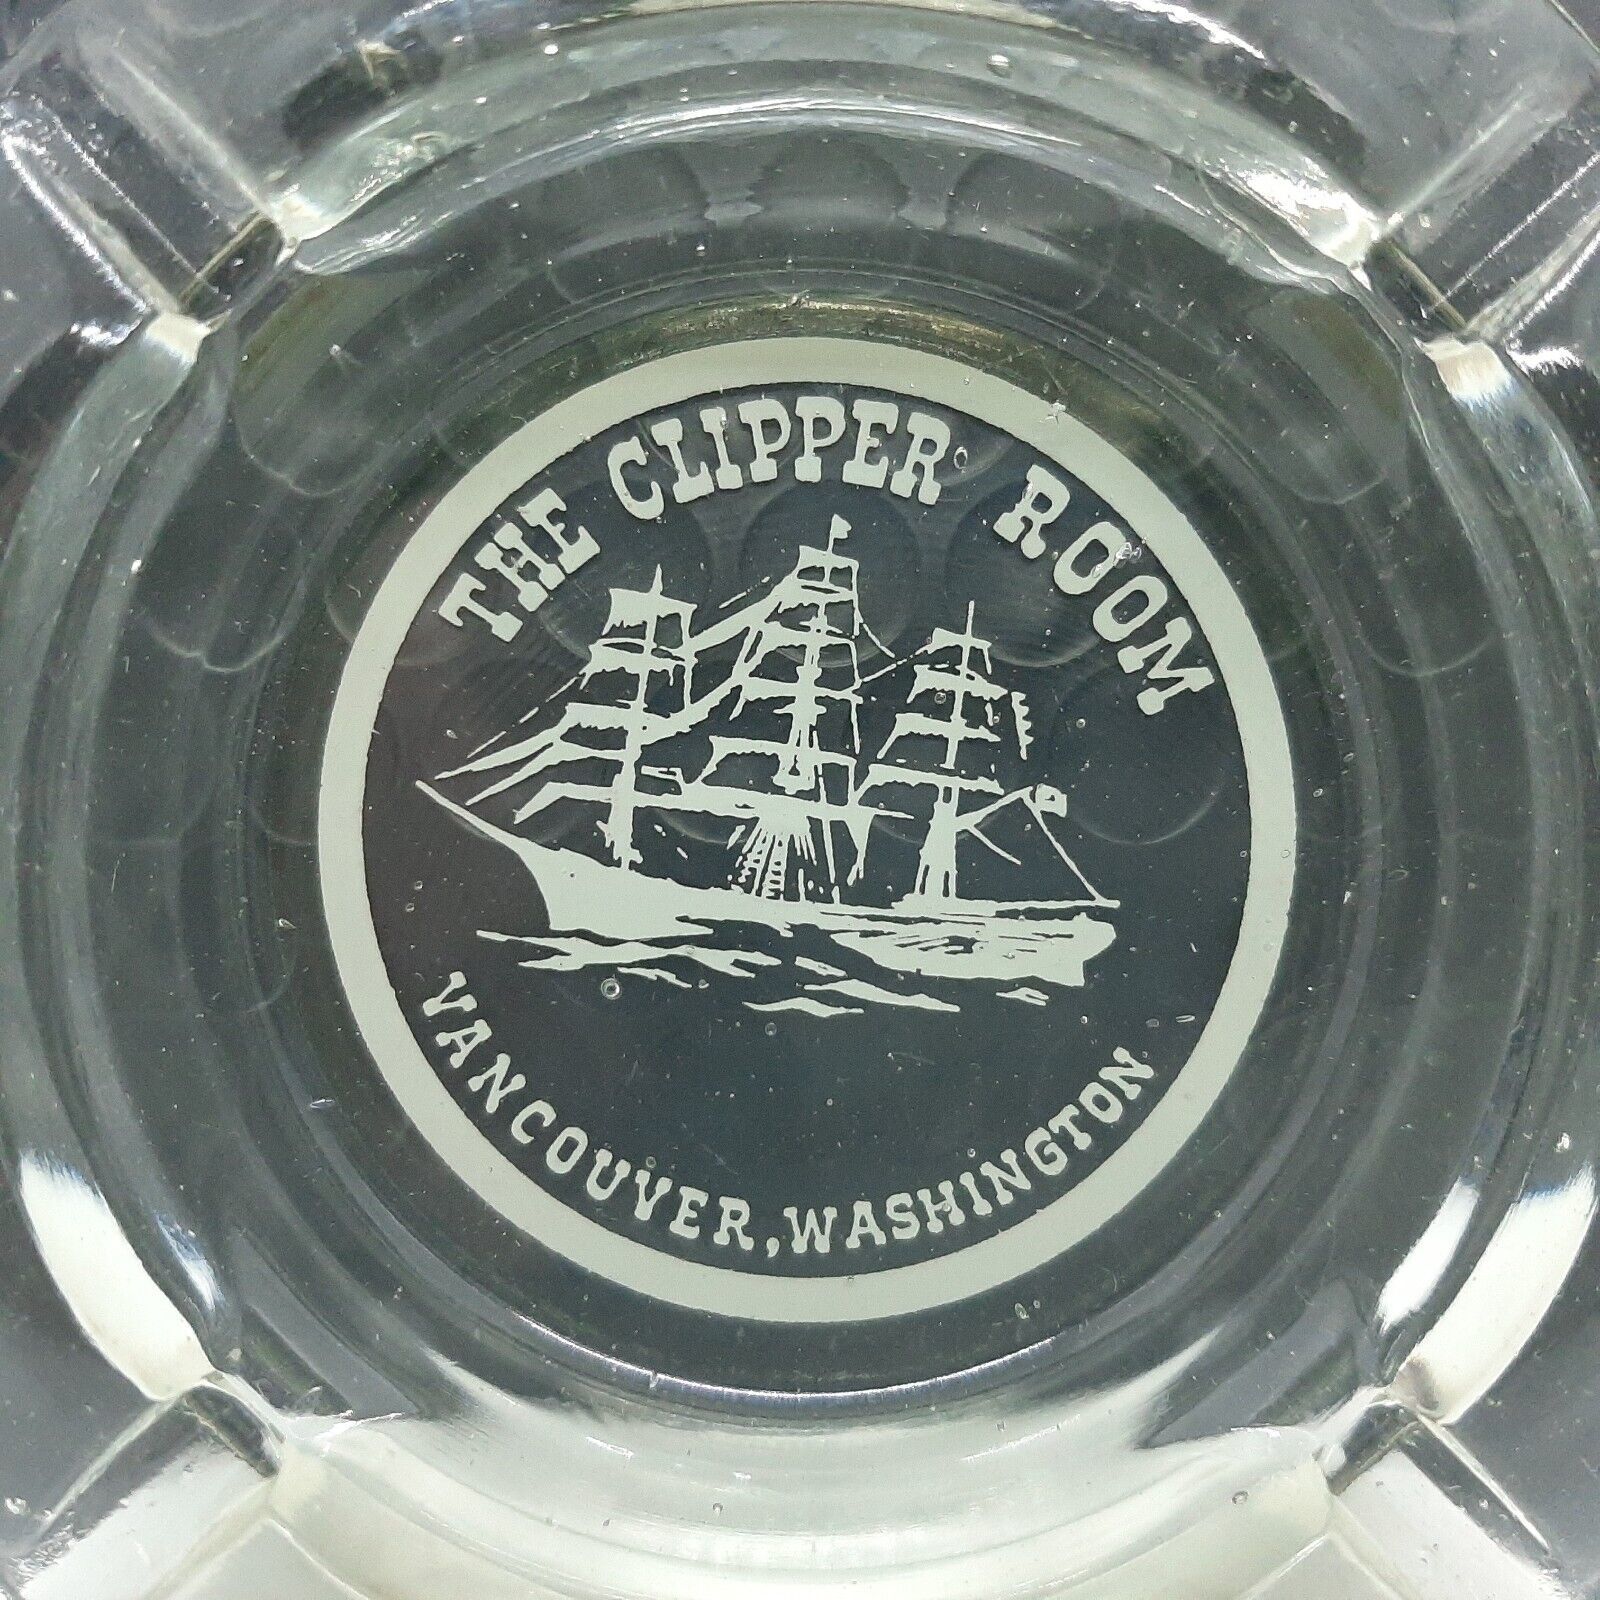 THE CLIPPER ROOM
VANCOUVER, WASHINGTON